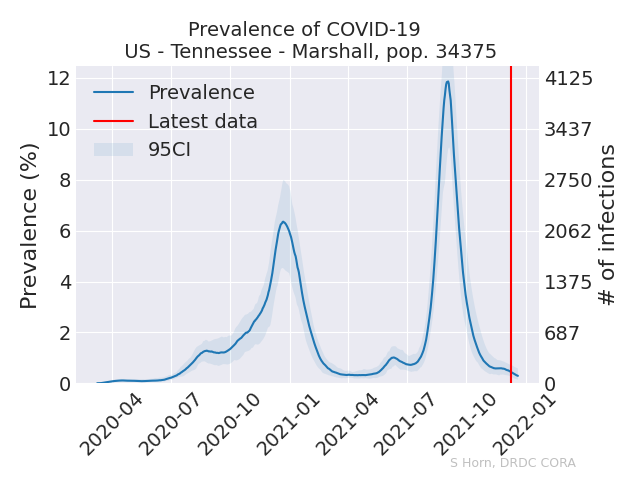 Prevalence of COVID-19
US - Tennessee - Marshall, pop. 34375
Prevalence
Latest data
95CI
Prevalence (%)
12
10
8
6
4
2
0
4125
3437
2750
2062
1375
687
0
# of infections
2020-04
2020-07
2020-10
2021-01
2021-04
2021-07
2021-10
2022-01
S Horn, DRDC CORA